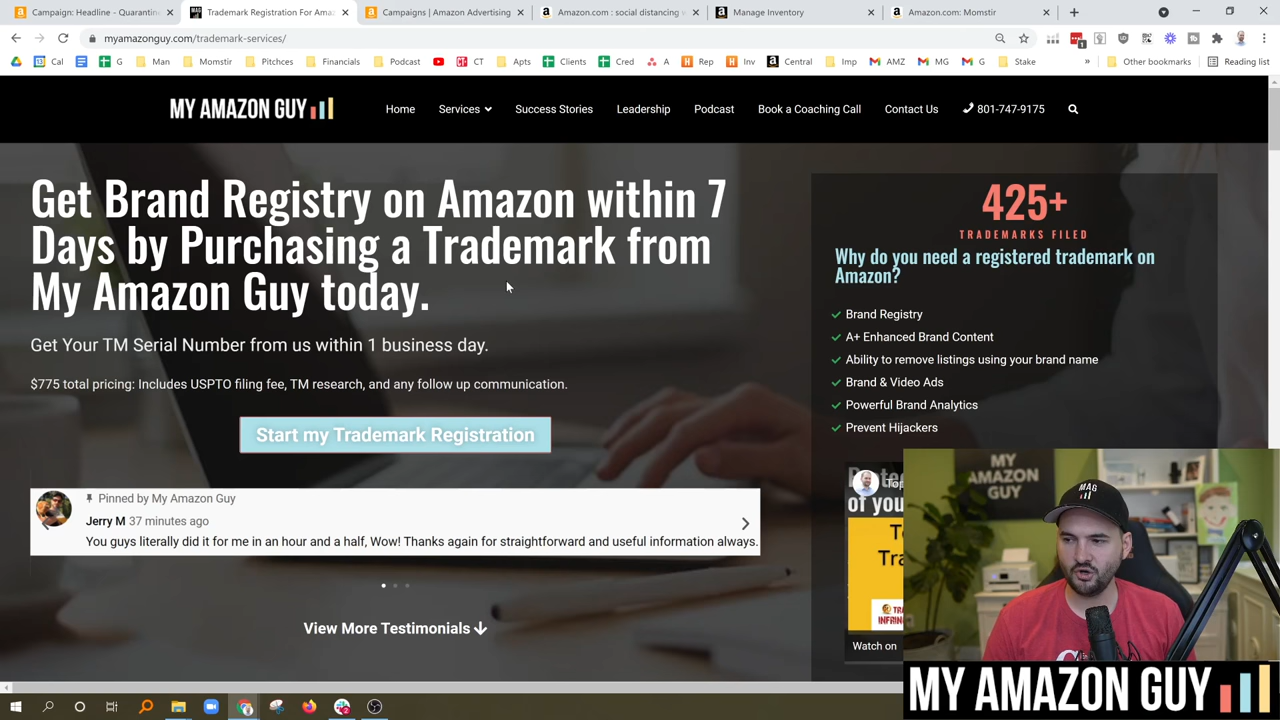 Campaign: Headline - Quarantin
Trademark Registration For Amaz
Campaigns | Amazon Advertising
Amazon.com : social distancing
Manage Inventory
Amazon.com: Momstir
myamazonguy.com/trademark-services/
Cal
G
Man
Momstir
Pitches
Financials
Podcast
CT
Apts
Clients
Cred
A
Rep
Inv
Central
Imp
AMZ
MG
G
Stake
Other bookmarks
Reading list
MY AMAZON GUY
Home
Services
Success Stories
Leadership
Podcast
Book a Coaching Call
Contact Us
801-747-9175
Get Brand Registry on Amazon within 7
Days by Purchasing a Trademark from
My Amazon Guy today.
Get Your TM Serial Number from us within 1 business day.
$775 total pricing: Includes USPTO filing fee, TM research, and any follow up communication.
Start my Trademark Registration
Pinned by My Amazon Guy
Jerry M 37 minutes ago
You guys literally did it for me in an hour and a half, Wow! Thanks again for straightforward and useful information always.
View More Testimonials
425+
TRADEMARKS FILED
Why do you need a registered trademark on
Amazon?
Brand Registry
A+ Enhanced Brand Content
Ability to remove listings using your brand name
Brand & Video Ads
Powerful Brand Analytics
Prevent Hijackers
Top
of you
To
Tra
INFRIN
Watch on
MY
AMAZON
GUY
MAG
MY AMAZON GUY